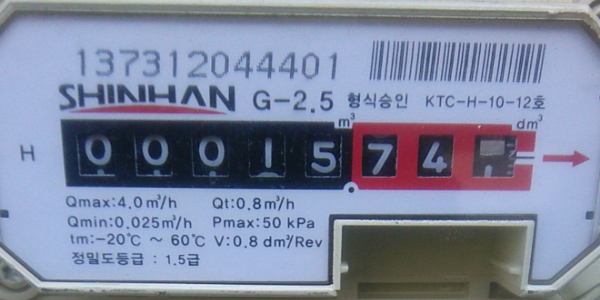 137312044401
SHINHAN G-2.5 형식승인 KTC-H-10-12호
m³ dm³
H 0 0 0 1 5 7 4
Qmax:4.0m³/h Qt:0.8m³/h
Qmin:0.025m³/h Pmax:50 kPa
tm:-20℃ ~ 60℃ V:0.8 dm³/Rev
정밀도등급 : 1.5급